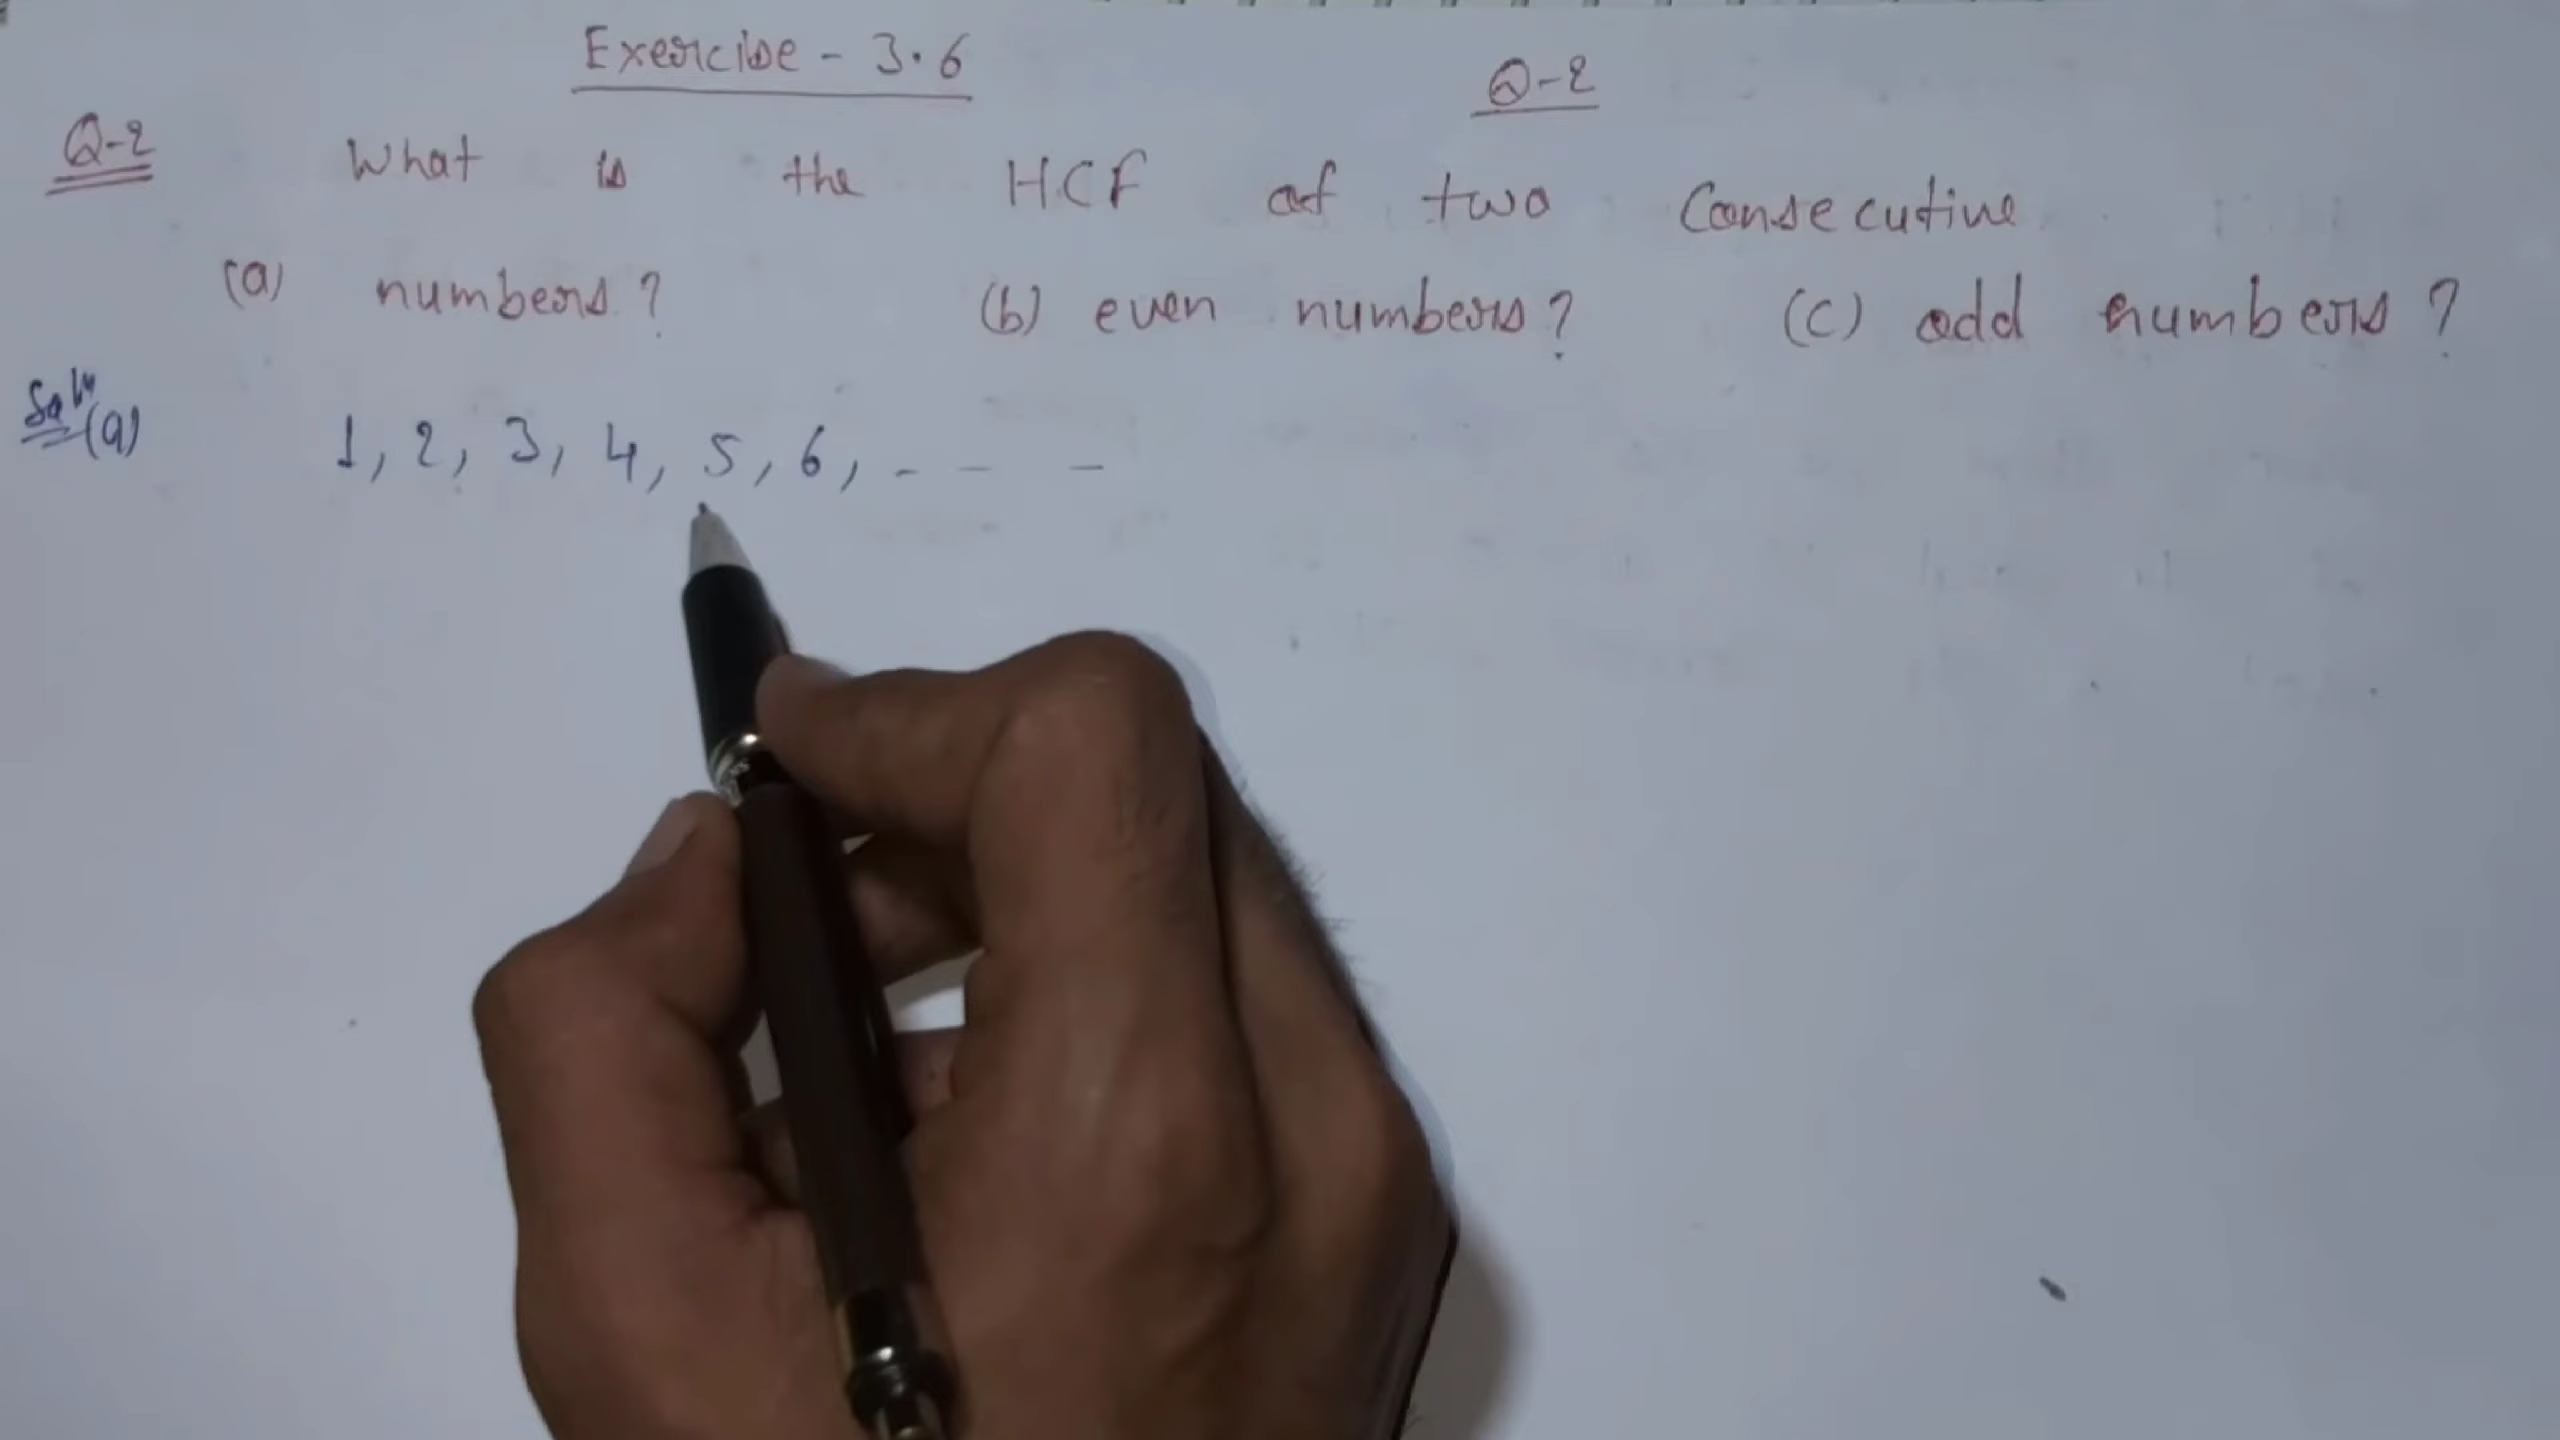 Exercise - 3.6
Q-2
Q-2 What is the HCF of two Consecutive
(a) numbers? (b) even numbers? (c) odd numbers?
Soln (a) 1, 2, 3, 4, 5, 6, - - -